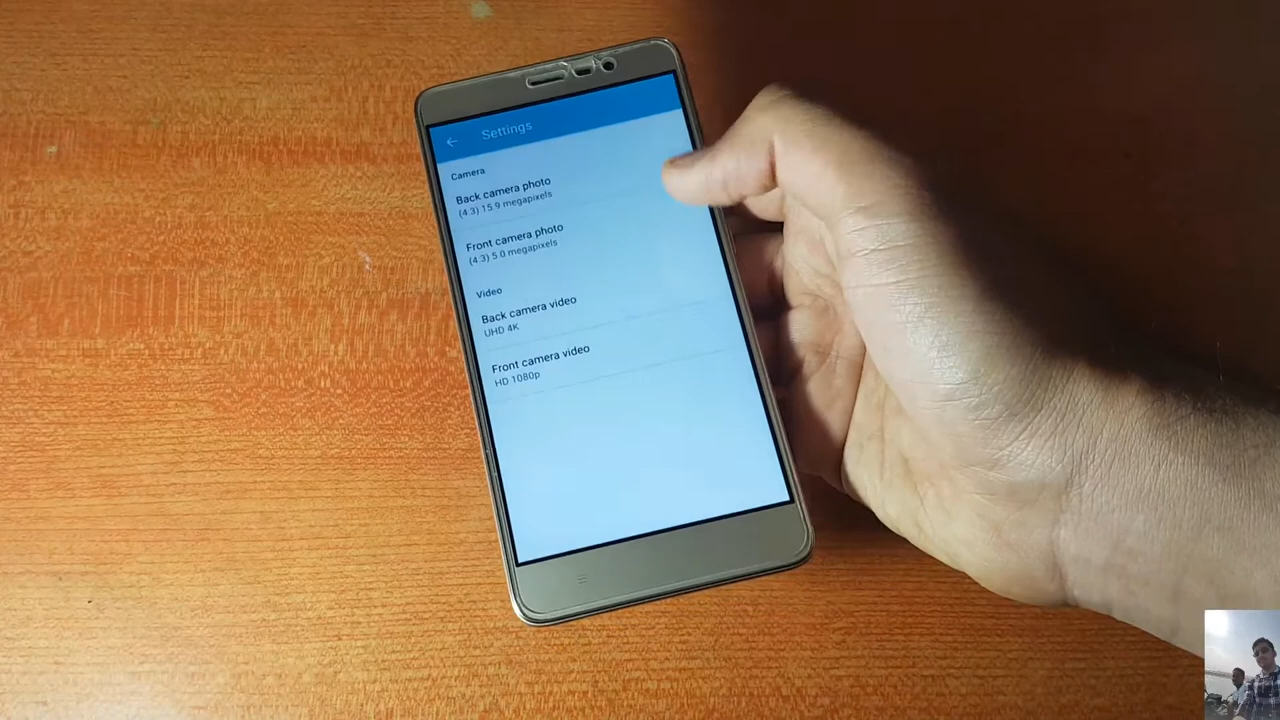 Settings
Camera
Back camera photo
(4:3) 15.9 megapixels
Front camera photo
(4:3) 5.0 megapixels
Video
Back camera video
UHD 4K
Front camera video
HD 1080p